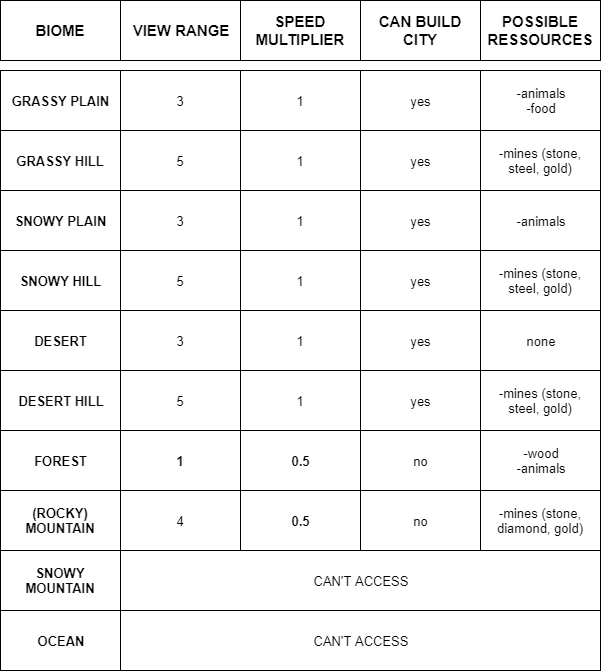 BIOME
VIEW RANGE
SPEED
MULTIPLIER
CAN BUILD
CITY
POSSIBLE
RESSOURCES
GRASSY PLAIN
3
1
yes
-animals
-food
GRASSY HILL
5
1
yes
-mines (stone,
steel, gold)
SNOWY PLAIN
3
1
yes
-animals
SNOWY HILL
5
1
yes
-mines (stone,
steel, gold)
DESERT
3
1
yes
none
DESERT HILL
5
1
yes
-mines (stone,
steel, gold)
FOREST
1
0.5
no
-wood
-animals
(ROCKY)
MOUNTAIN
4
0.5
no
-mines (stone,
diamond, gold)
SNOWY
MOUNTAIN
CAN'T ACCESS
OCEAN
CAN'T ACCESS